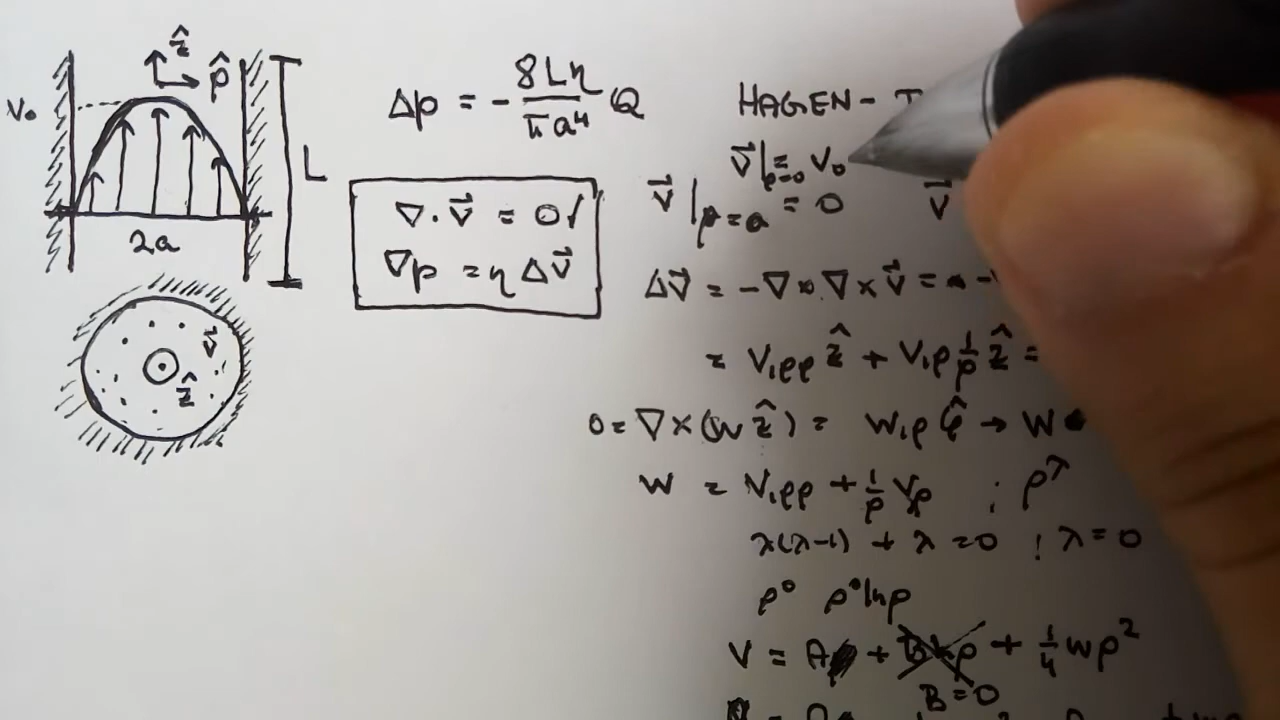 ẑ
ρ̂
V₀
L
2a
v⃗
ẑ
Δp = - 8Lη/πa⁴ Q
∇·v⃗ = 0√
∇p = η Δv⃗
HAGEN-
v⃗|ρ=0 = V₀
v⃗|ρ=a = 0 v⃗
Δv⃗ = -∇×∇×v⃗ =
= V,ρρ ẑ + V,ρ 1/ρ ẑ =
0 = ∇×(w ẑ) = W,ρ φ̂ → W
W = V,ρρ + 1/ρ V,ρ ; ρ^λ
λ(λ-1) + λ = 0 ; λ = 0
ρ⁰ ρ⁰lnρ
V = A + + 1/4 wρ²
B = 0